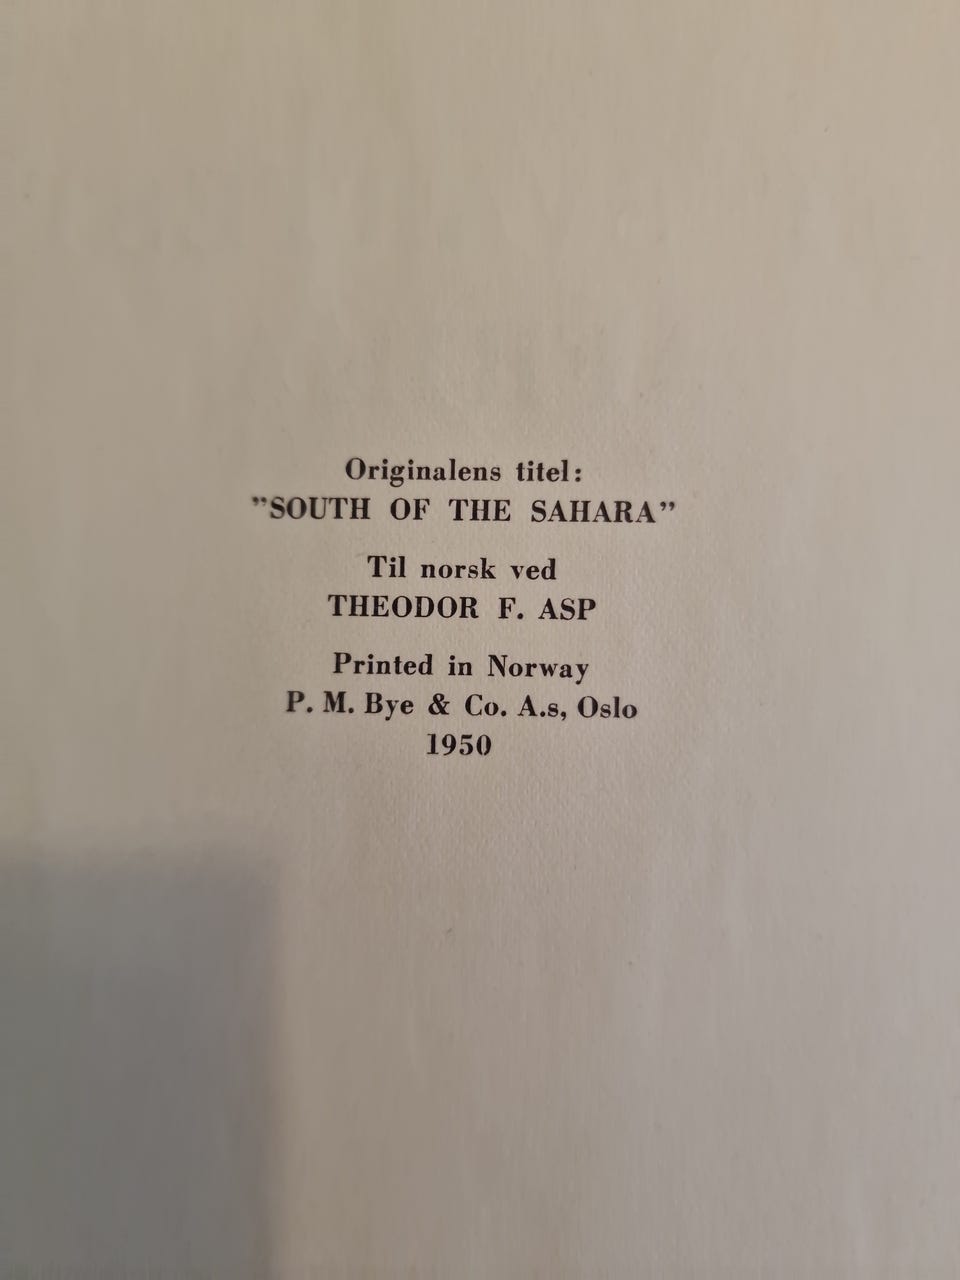 Originalens titel:
”SOUTH OF THE SAHARA”
Til norsk ved
THEODOR F. ASP
Printed in Norway
P. M. Bye & Co. A.s, Oslo
1950